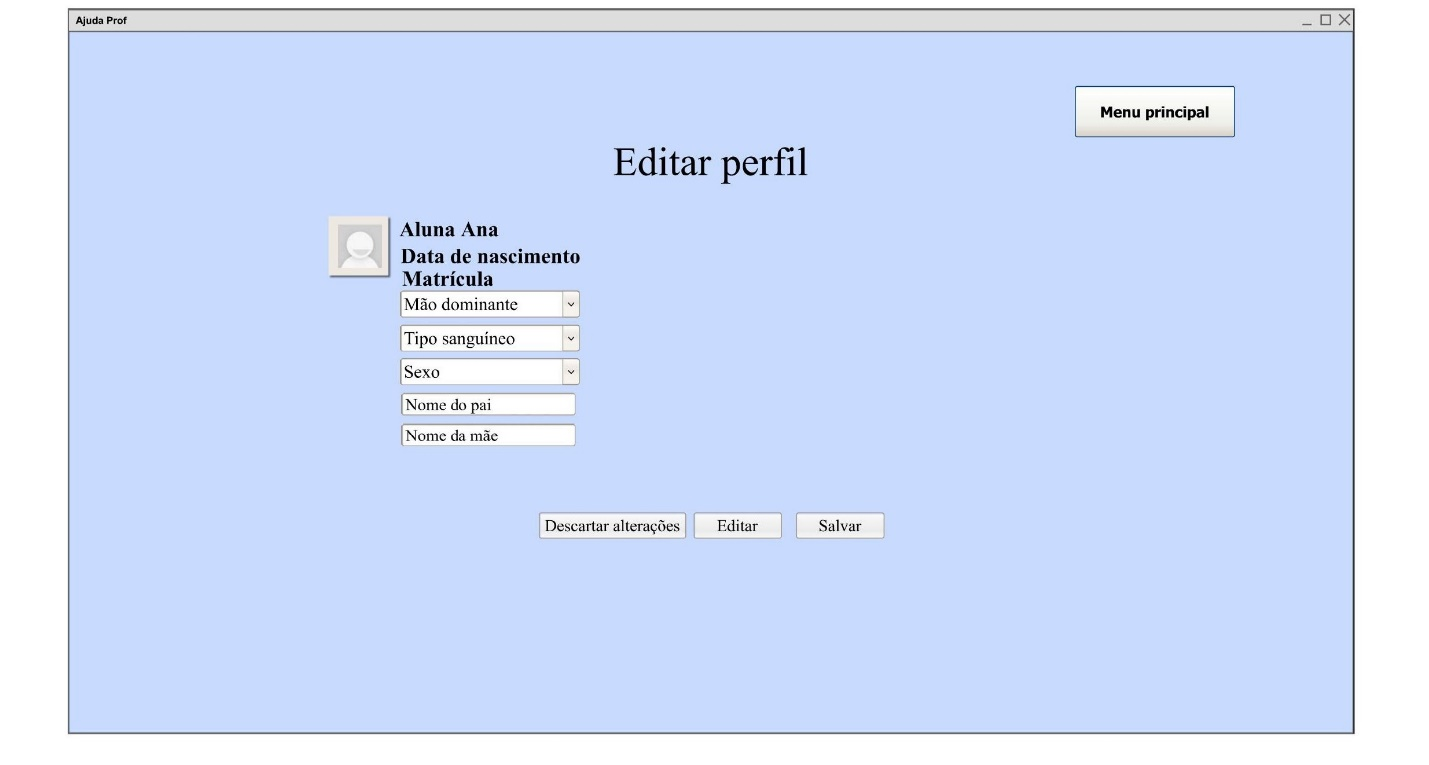 Ajuda Prof
Menu principal
Editar perfil
Aluna Ana
Data de nascimento
Matrícula
Mão dominante
Tipo sanguíneo
Sexo
Nome do pai
Nome da mãe
Descartar alterações Editar Salvar